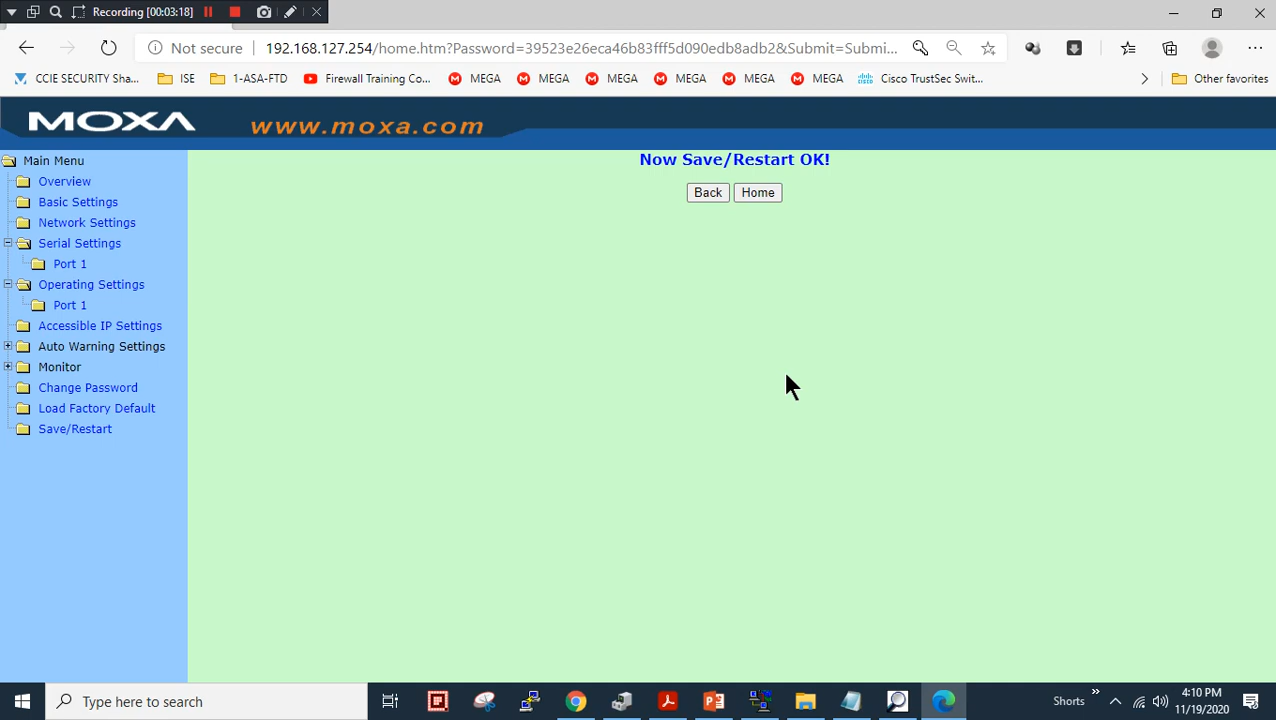 Recording [00:03:18]
Not secure 192.168.127.254/home.htm?Password=39523e26eca46b83fff5d090edb8adb2&Submit=Submi...
CCIE SECURITY Sha... ISE 1-ASA-FTD Firewall Training Co... MEGA MEGA MEGA MEGA MEGA MEGA Cisco TrustSec Swit... Other favorites
MOXA www.moxa.com
Main Menu
Overview
Basic Settings
Network Settings
Serial Settings
Port 1
Operating Settings
Port 1
Accessible IP Settings
Auto Warning Settings
Monitor
Change Password
Load Factory Default
Save/Restart
Now Save/Restart OK!
Back Home
Type here to search
Shorts
4:10 PM
11/19/2020